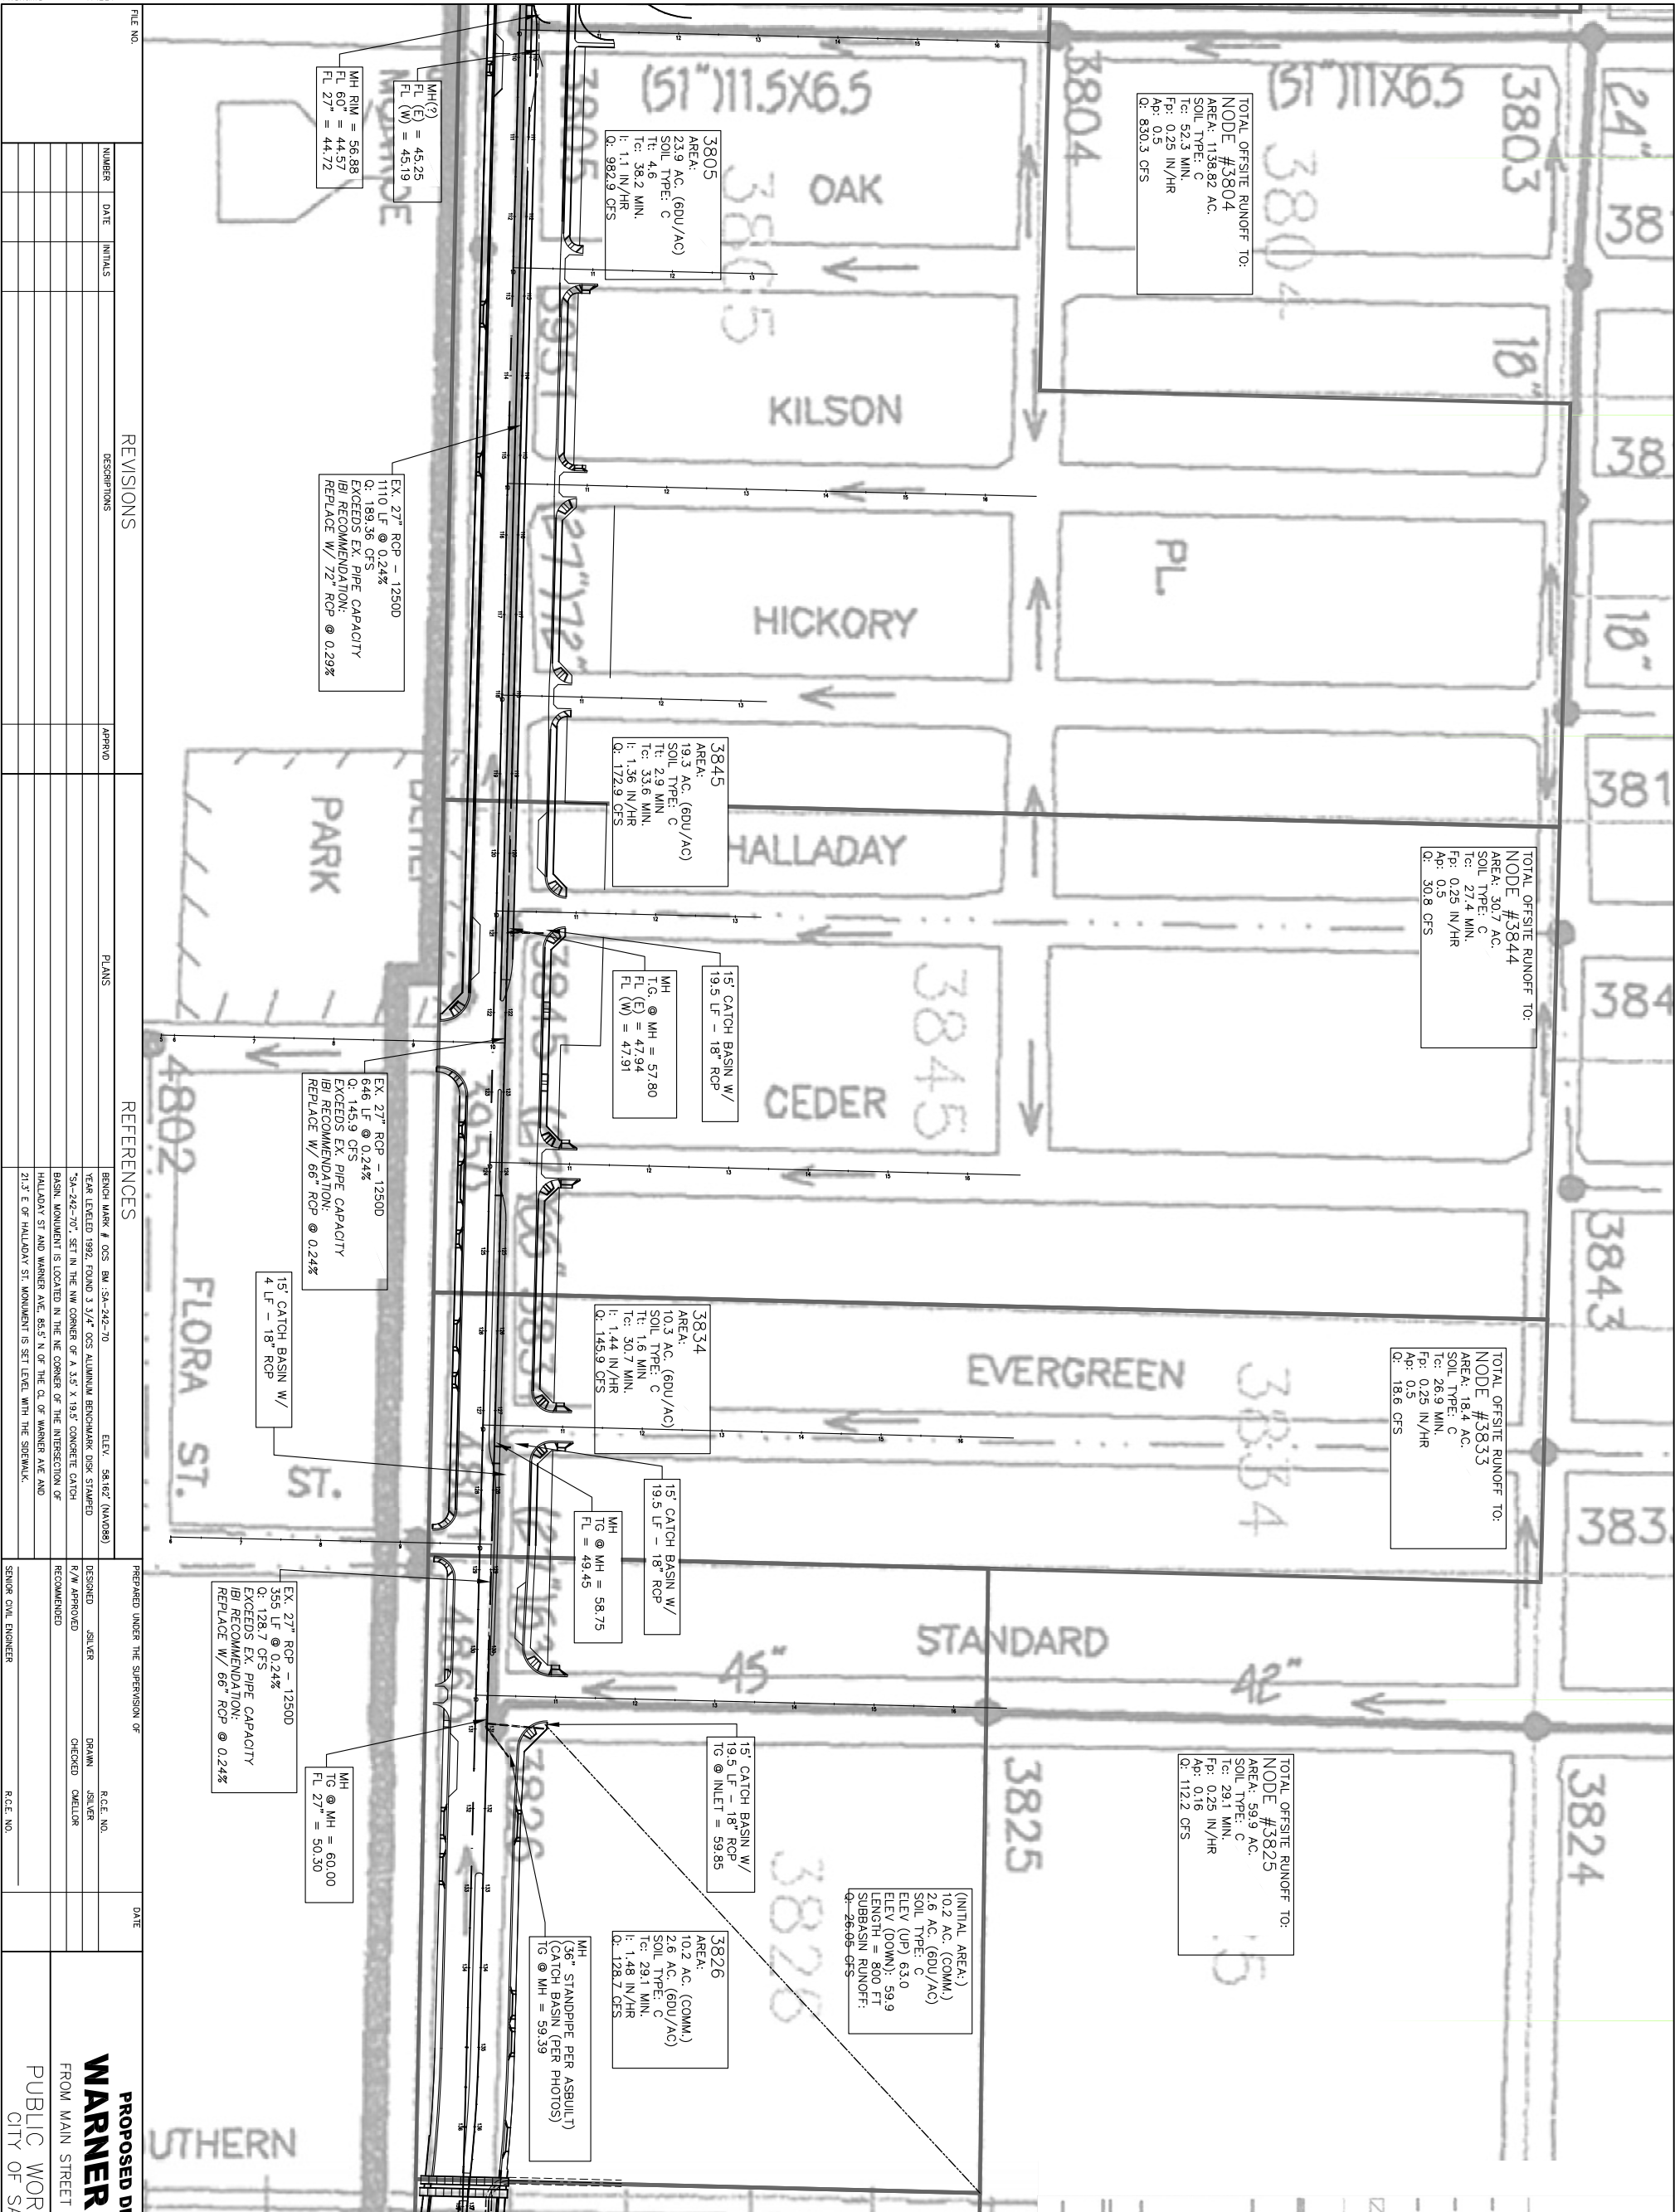 TOTAL OFFSITE RUNOFF TO:
NODE #3804
AREA: 1138.82 AC.
SOIL TYPE: C
Tc: 52.3 MIN.
Fp: 0.25 IN/HR
Ap: 0.5
Q: 830.3 CFS
TOTAL OFFSITE RUNOFF TO:
NODE #3844
AREA: 30.7 AC.
SOIL TYPE: C
Tc: 27.4 MIN.
Fp: 0.25 IN/HR
Ap: 0.5
Q: 30.8 CFS
TOTAL OFFSITE RUNOFF TO:
NODE #3833
AREA: 18.4 AC.
SOIL TYPE: C
Tc: 26.9 MIN.
Fp: 0.25 IN/HR
Ap: 0.5
Q: 18.6 CFS
TOTAL OFFSITE RUNOFF TO:
NODE #3825
AREA: 59.9 AC.
SOIL TYPE: C
Tc: 29.1 MIN.
Fp: 0.25 IN/HR
Ap: 0.16
Q: 112.2 CFS
24"
38
38
18"
381
384
3843
383
3824
3803
18"
(51")11X6.5
3804
3804
PL.
3834
3825
42"
45"
(51")11.5X6.5
OAK
KILSON
HICKORY
HALLADAY
CEDER
EVERGREEN
STANDARD
3805
3845
3826
3805
AREA:
23.9 AC. (6DU/AC)
SOIL TYPE: C
Tt: 4.6
Tc: 38.2 MIN.
I: 1.1 IN/HR
Q: 982.9 CFS
3845
AREA:
19.3 AC. (6DU/AC)
SOIL TYPE: C
Tt: 2.9 MIN
Tc: 33.6 MIN.
I: 1.36 IN/HR
Q: 172.9 CFS
3834
AREA:
10.3 AC. (6DU/AC)
SOIL TYPE: C
Tt: 1.6 MIN
Tc: 30.7 MIN.
I: 1.44 IN/HR
Q: 145.9 CFS
(INITIAL AREA:)
10.2 AC. (COMM.)
2.6 AC. (6DU/AC)
SOIL TYPE: C
ELEV (UP) 63.0
ELEV (DOWN): 59.9
LENGTH = 800 FT
SUBBASIN RUNOFF:
Q: 26.05 CFS
3826
AREA:
10.2 AC. (COMM.)
2.6 AC. (6DU/AC)
SOIL TYPE: C
Tc: 29.1 MIN.
I: 1.48 IN/HR
Q: 128.7 CFS
15' CATCH BASIN W/
19.5 LF - 18" RCP
MH
T.G. @ MH = 57.80
FL (E) = 47.94
FL (W) = 47.91
15' CATCH BASIN W/
19.5 LF - 18" RCP
MH
TG @ MH = 58.75
FL = 49.45
15' CATCH BASIN W/
19.5 LF - 18" RCP
TG @ INLET = 59.85
MH
(36" STANDPIPE PER ASBUILT)
(CATCH BASIN (PER PHOTOS)
TG @ MH = 59.39
3805
3951
(27")72"
3845
3826
4801
MH(?)
FL (E) = 45.25
FL (W) = 45.19
MH RIM = 56.88
FL 60" = 44.57
FL 27" = 44.72
EX. 27" RCP - 1250D
1110 LF @ 0.24%
Q: 189.36 CFS
EXCEEDS EX. PIPE CAPACITY
IBI RECOMMENDATION:
REPLACE W/ 72" RCP @ 0.29%
EX. 27" RCP - 1250D
646 LF @ 0.24%
Q: 145.9 CFS
EXCEEDS EX. PIPE CAPACITY
IBI RECOMMENDATION:
REPLACE W/ 66" RCP @ 0.24%
15' CATCH BASIN W/
4 LF - 18" RCP
EX. 27" RCP - 1250D
355 LF @ 0.24%
Q: 128.7 CFS
EXCEEDS EX. PIPE CAPACITY
IBI RECOMMENDATION:
REPLACE W/ 66" RCP @ 0.24%
MH
TG @ MH = 60.00
FL 27" = 50.30
PARK
4802
FLORA ST.
ST.
UTHERN
FILE NO.
REVISIONS
NUMBER
DATE
INITIALS
DESCRIPTIONS
APPRVD
REFERENCES
PLANS
BENCH MARK # OCS BM :SA-242-70 ELEV. 58.162' (NAVD88)
YEAR LEVELED 1992, FOUND 3 3/4" OCS ALUMINUM BENCHMARK DISK STAMPED
"SA-242-70", SET IN THE NW CORNER OF A 3.5' X 19.5' CONCRETE CATCH
BASIN. MONUMENT IS LOCATED IN THE NE CORNER OF THE INTERSECTION OF
HALLADAY ST AND WARNER AVE, 85.5' N OF THE CL OF WARNER AVE AND
21.3' E OF HALLADAY ST. MONUMENT IS SET LEVEL WITH THE SIDEWALK.
PREPARED UNDER THE SUPERVISION OF
R.C.E. NO.
DATE
DESIGNED JSILVER
DRAWN JSILVER
R/W APPROVED
CHECKED CMELLOR
RECOMMENDED
SENIOR CIVIL ENGINEER
R.C.E. NO.
PROPOSED
WARNER
FROM MAIN STREET
PUBLIC WOR
CITY OF SA